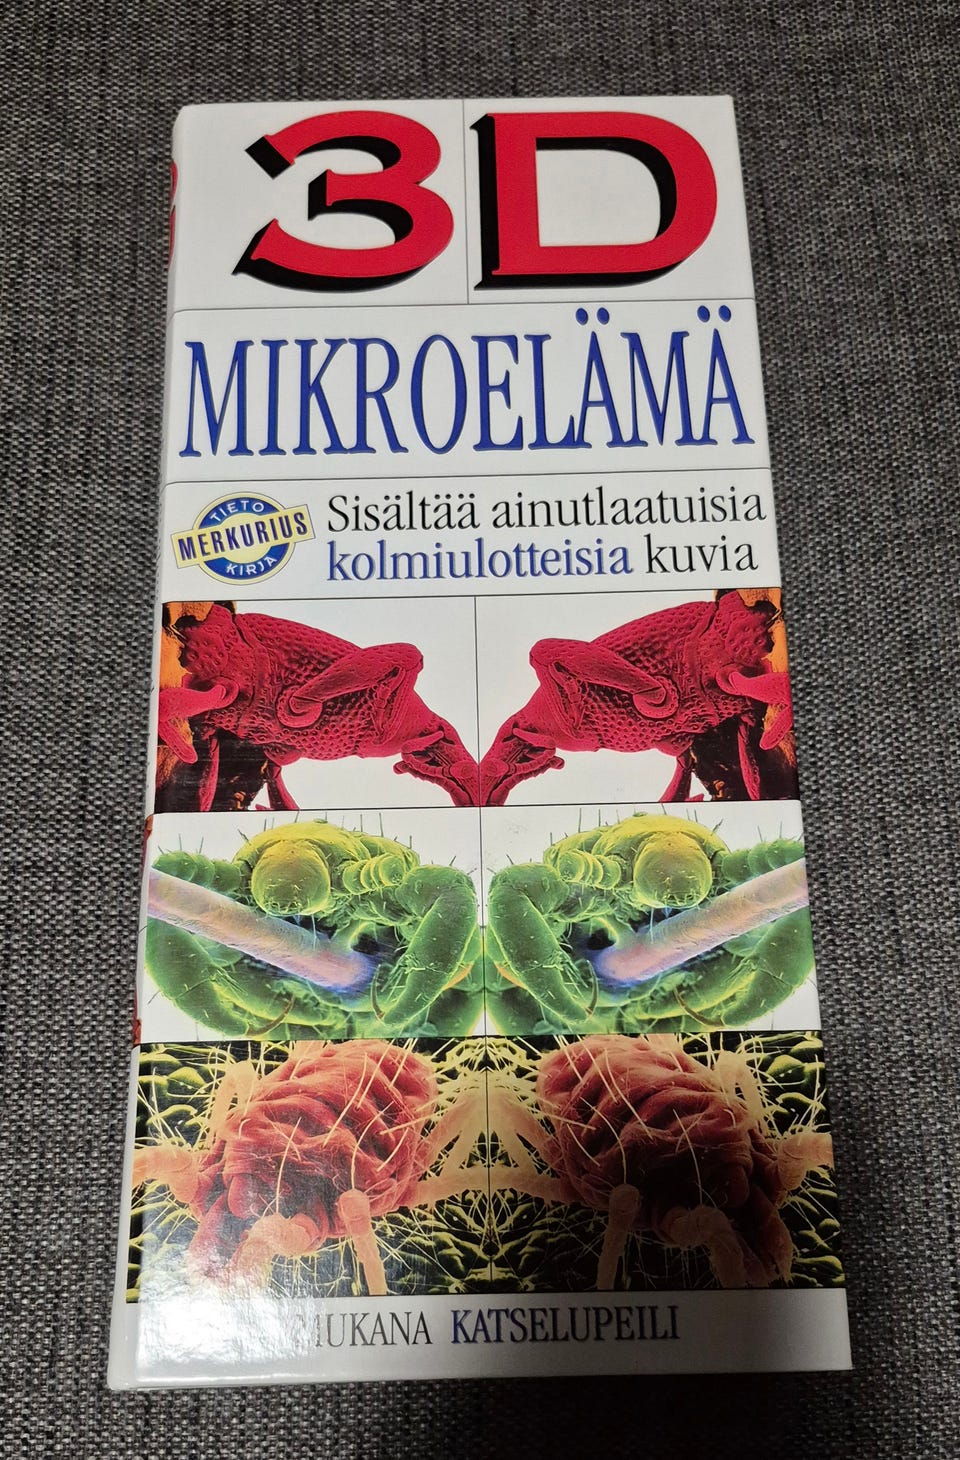 3D
MIKROELÄMÄ
TIETO
MERKURIUS
KIRJA
Sisältää ainutlaatuisia
kolmiulotteisia kuvia
MUKANA KATSELUPEILI